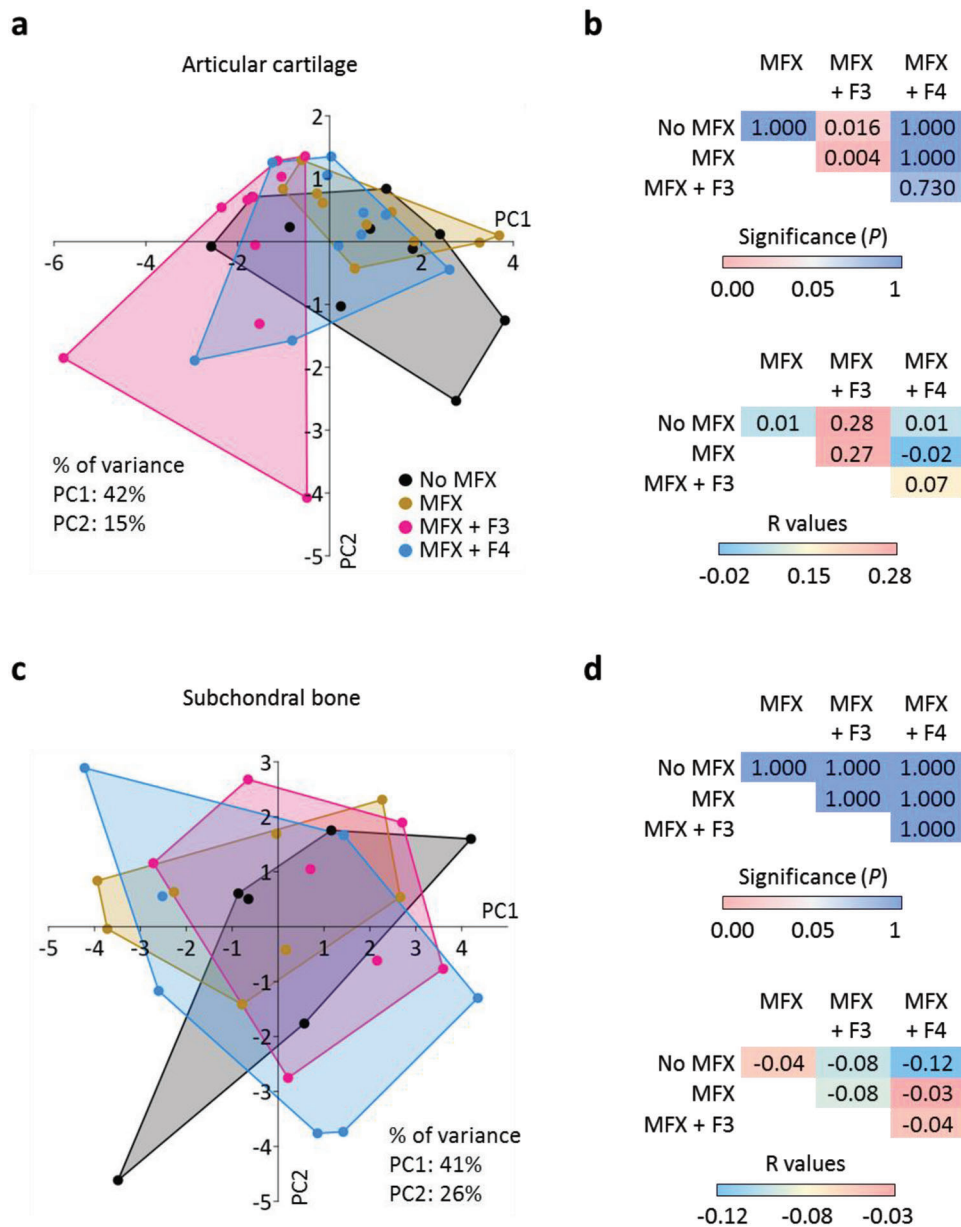 a
Articular cartilage
2
1
PC1
-6
-4
-2
2
4
-1
-2
-3
-4
-5
PC2
% of variance
PC1: 42%
PC2: 15%
No MFX
MFX
MFX + F3
MFX + F4
b
MFX MFX MFX
+ F3 + F4
No MFX 1.000 0.016 1.000
MFX 0.004 1.000
MFX + F3 0.730
Significance (P)
0.00 0.05 1
MFX MFX MFX
+ F3 + F4
No MFX 0.01 0.28 0.01
MFX 0.27 -0.02
MFX + F3 0.07
R values
-0.02 0.15 0.28
c
Subchondral bone
3
2
1
PC1
-5 -4 -3 -2 -1 1 2 3 4
-1
-2
-3
-4
-5
PC2
% of variance
PC1: 41%
PC2: 26%
d
MFX MFX MFX
+ F3 + F4
No MFX 1.000 1.000 1.000
MFX 1.000 1.000
MFX + F3 1.000
Significance (P)
0.00 0.05 1
MFX MFX MFX
+ F3 + F4
No MFX -0.04 -0.08 -0.12
MFX -0.08 -0.03
MFX + F3 -0.04
R values
-0.12 -0.08 -0.03